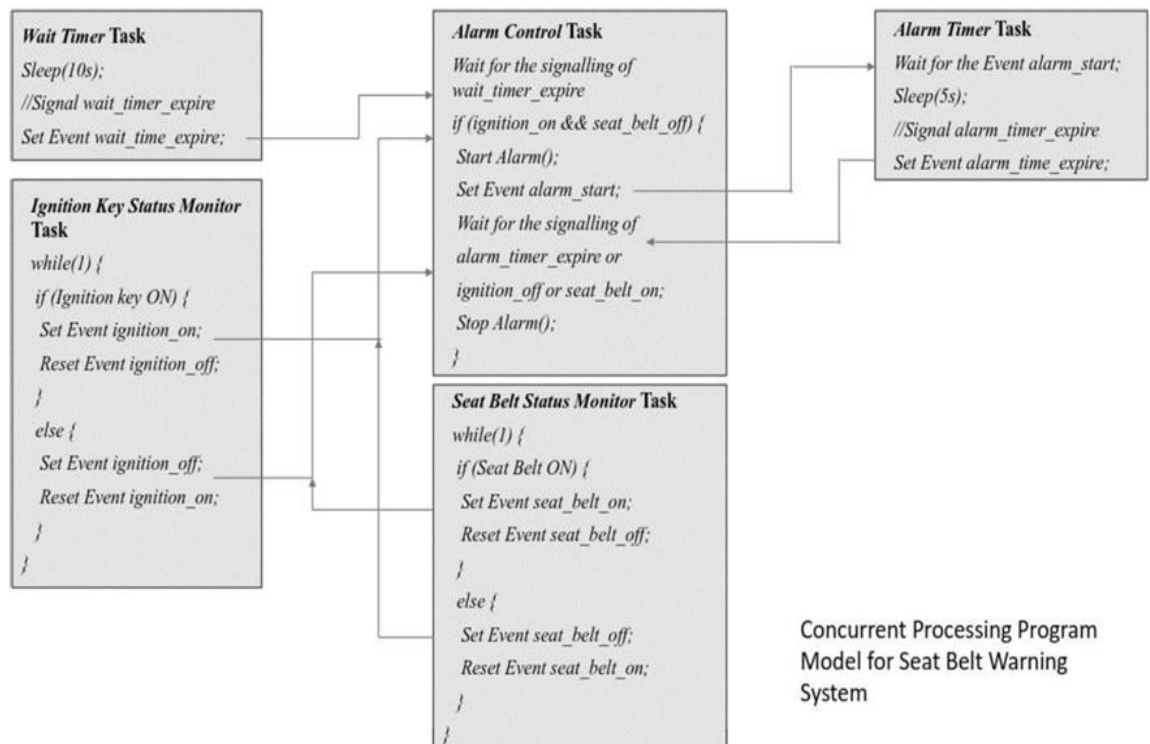 Wait Timer Task
Sleep(10s);
//Signal wait_timer_expire
Set Event wait_time_expire;
Ignition Key Status Monitor
Task
while(1) {
if (Ignition key ON) {
Set Event ignition_on;
Reset Event ignition_off;
}
else {
Set Event ignition_off;
Reset Event ignition_on;
}
}
Alarm Control Task
Wait for the signalling of
wait_timer_expire
if (ignition_on && seat_belt_off) {
Start Alarm();
Set Event alarm_start;
Wait for the signalling of
alarm_timer_expire or
ignition_off or seat_belt_on;
Stop Alarm();
}
Seat Belt Status Monitor Task
while(1) {
if (Seat Belt ON) {
Set Event seat_belt_on;
Reset Event seat_belt_off;
}
else {
Set Event seat_belt_off;
Reset Event seat_belt_on;
}
}
Alarm Timer Task
Wait for the Event alarm_start;
Sleep(5s);
//Signal alarm_timer_expire
Set Event alarm_time_expire;
Concurrent Processing Program
Model for Seat Belt Warning
System